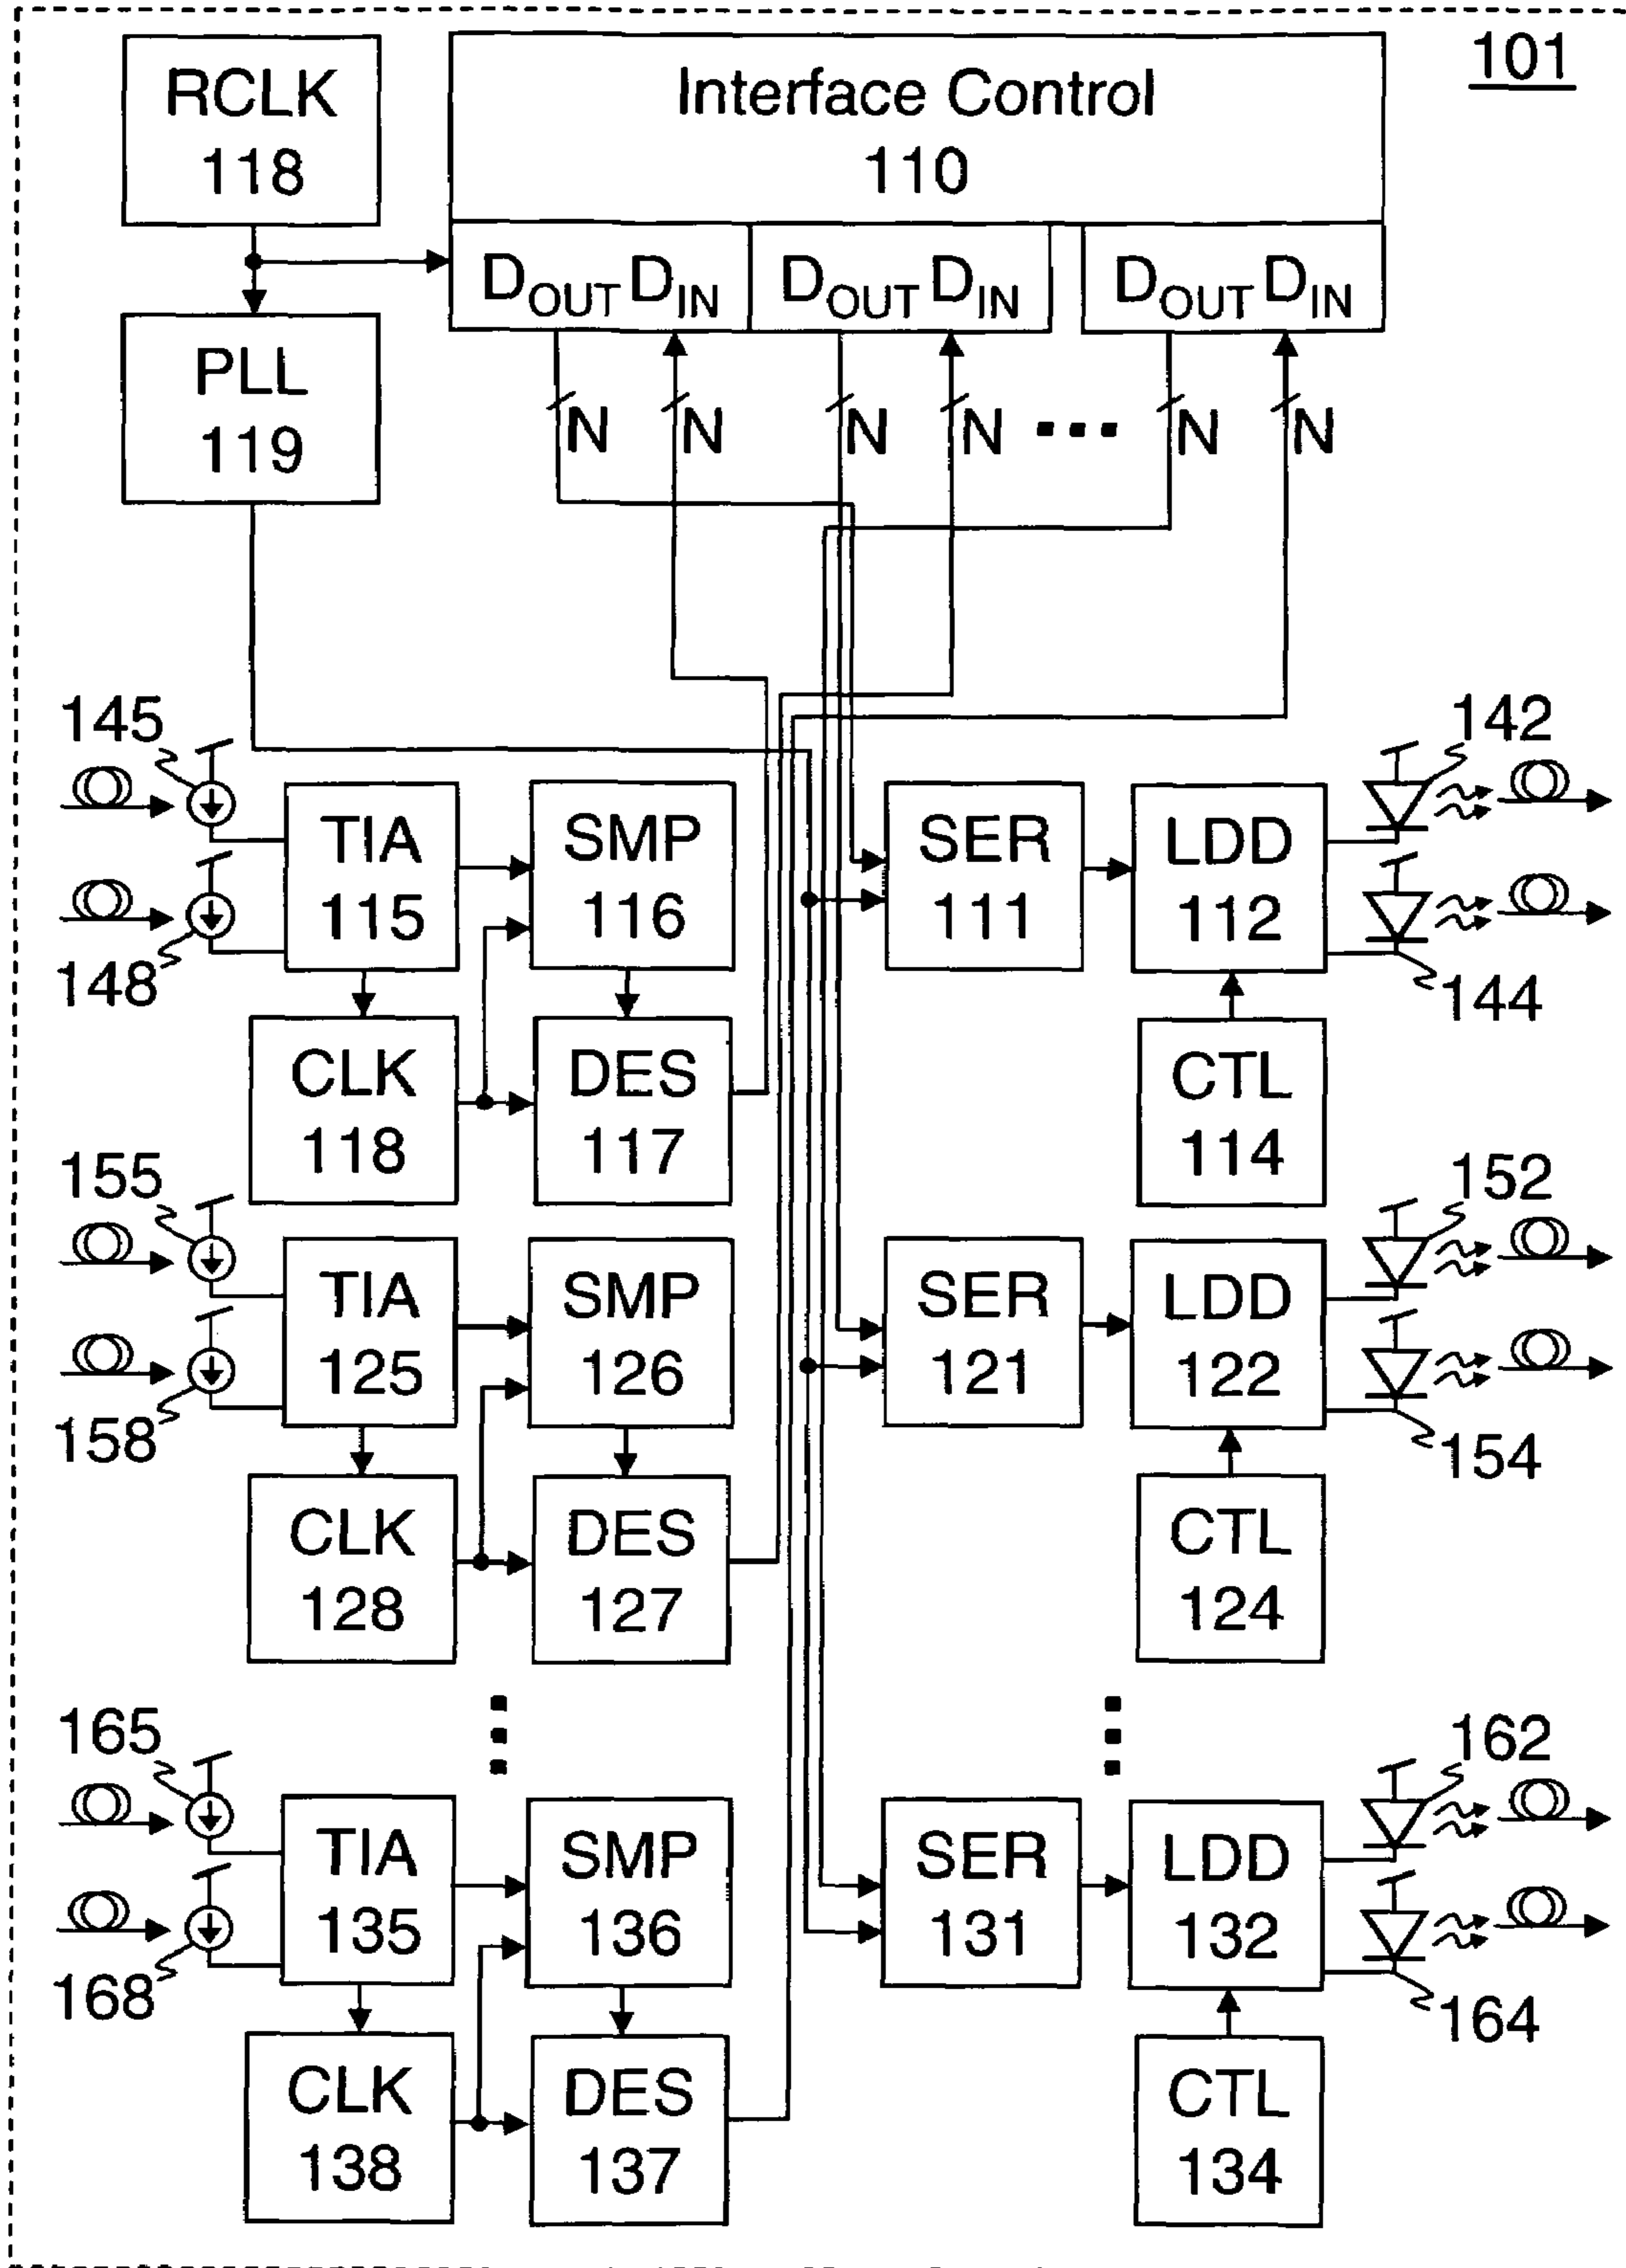 101
RCLK
118
Interface Control
110
DOUT DIN DOUT DIN DOUT DIN
PLL
119
N N N N ... N N
145
148
TIA
115
SMP
116
CLK
118
DES
117
SER
111
LDD
112
CTL
114
142
144
155
158
TIA
125
SMP
126
CLK
128
DES
127
SER
121
LDD
122
CTL
124
152
154
165
168
TIA
135
SMP
136
CLK
138
DES
137
SER
131
LDD
132
CTL
134
162
164